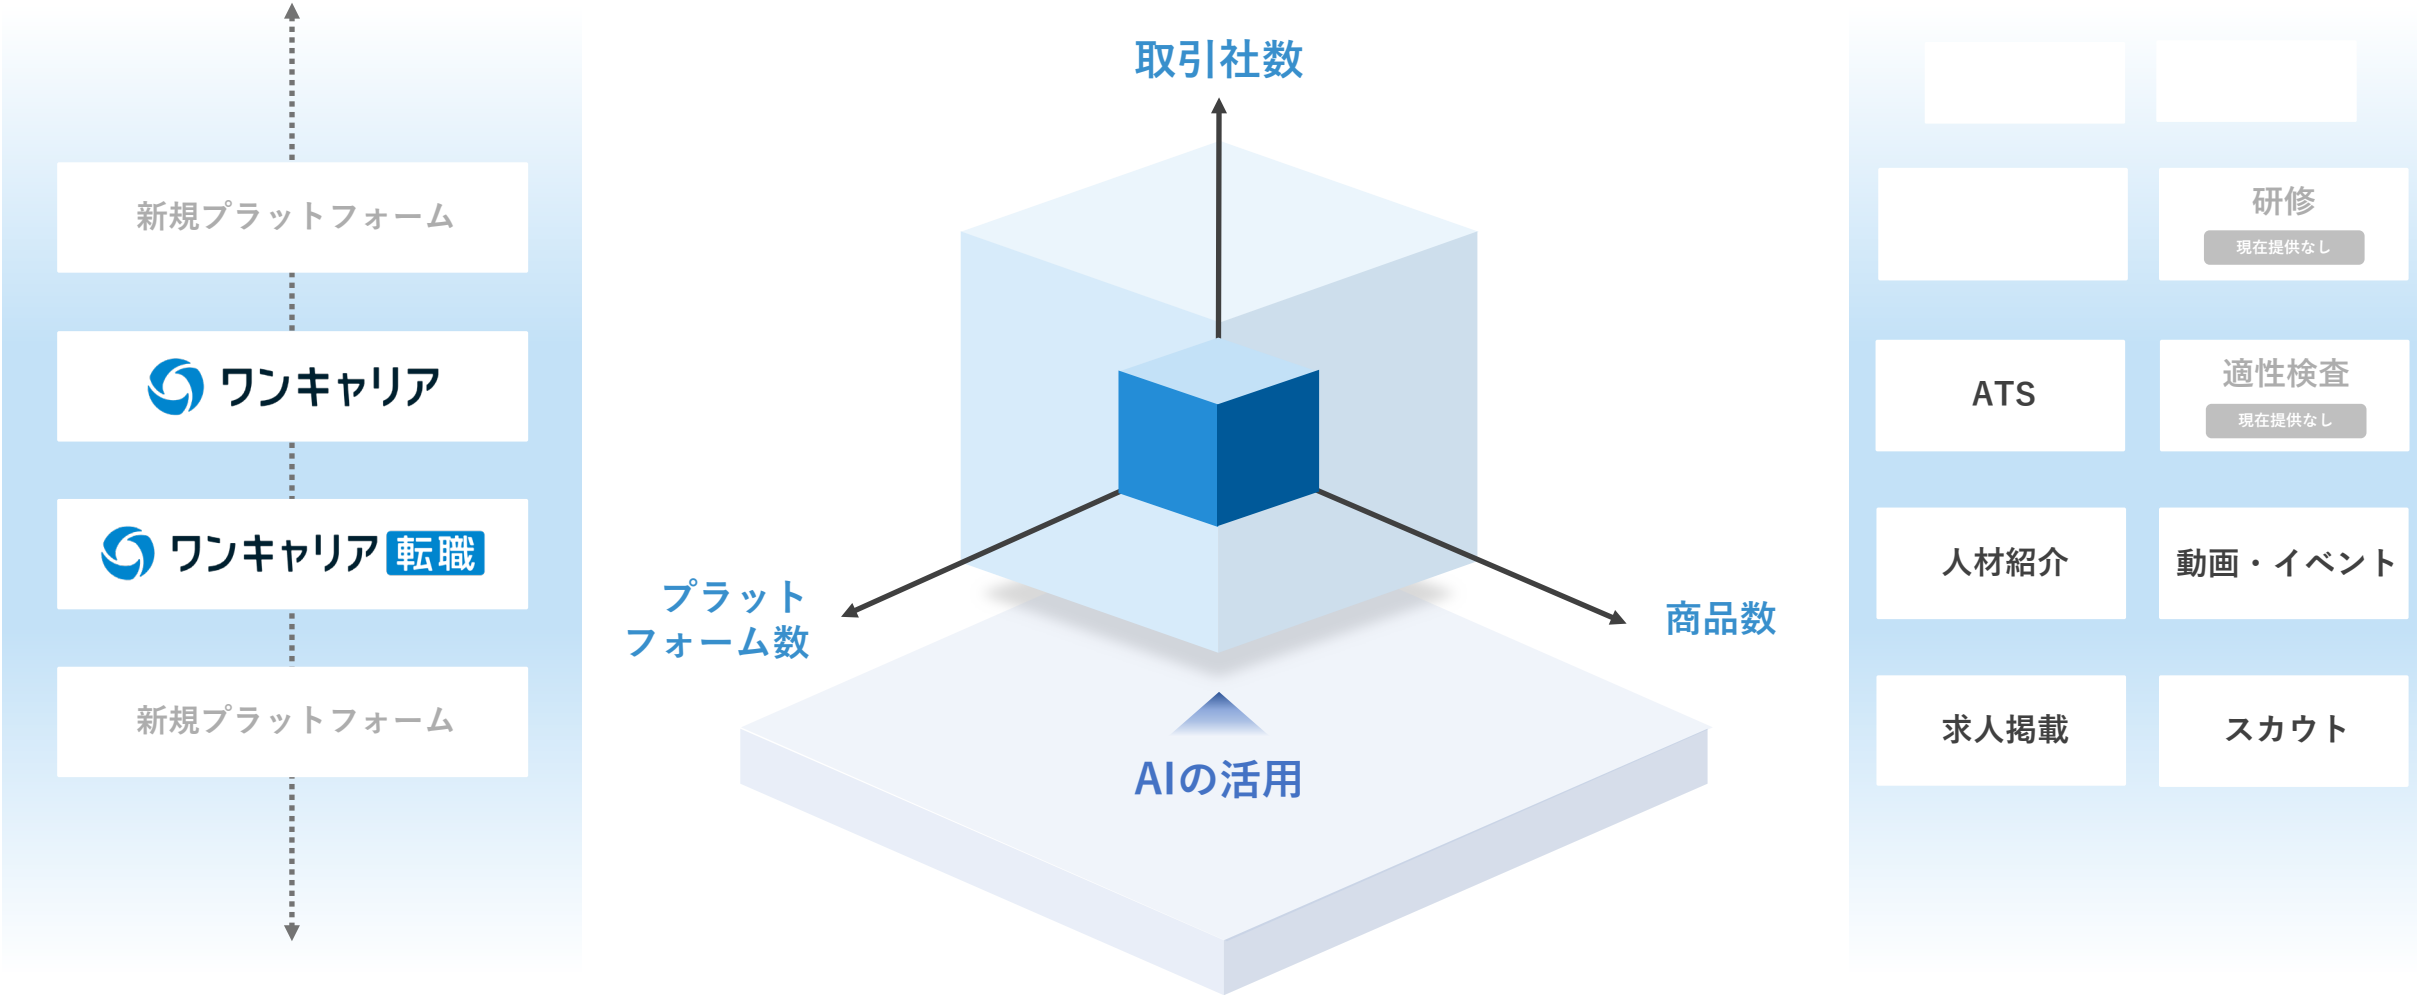 新規プラットフォーム
ワンキャリア
ワンキャリア 転職
新規プラットフォーム
取引社数
プラット
フォーム数
商品数
AIの活用
研修
現在提供なし
ATS
適性検査
現在提供なし
人材紹介
動画・イベント
求人掲載
スカウト